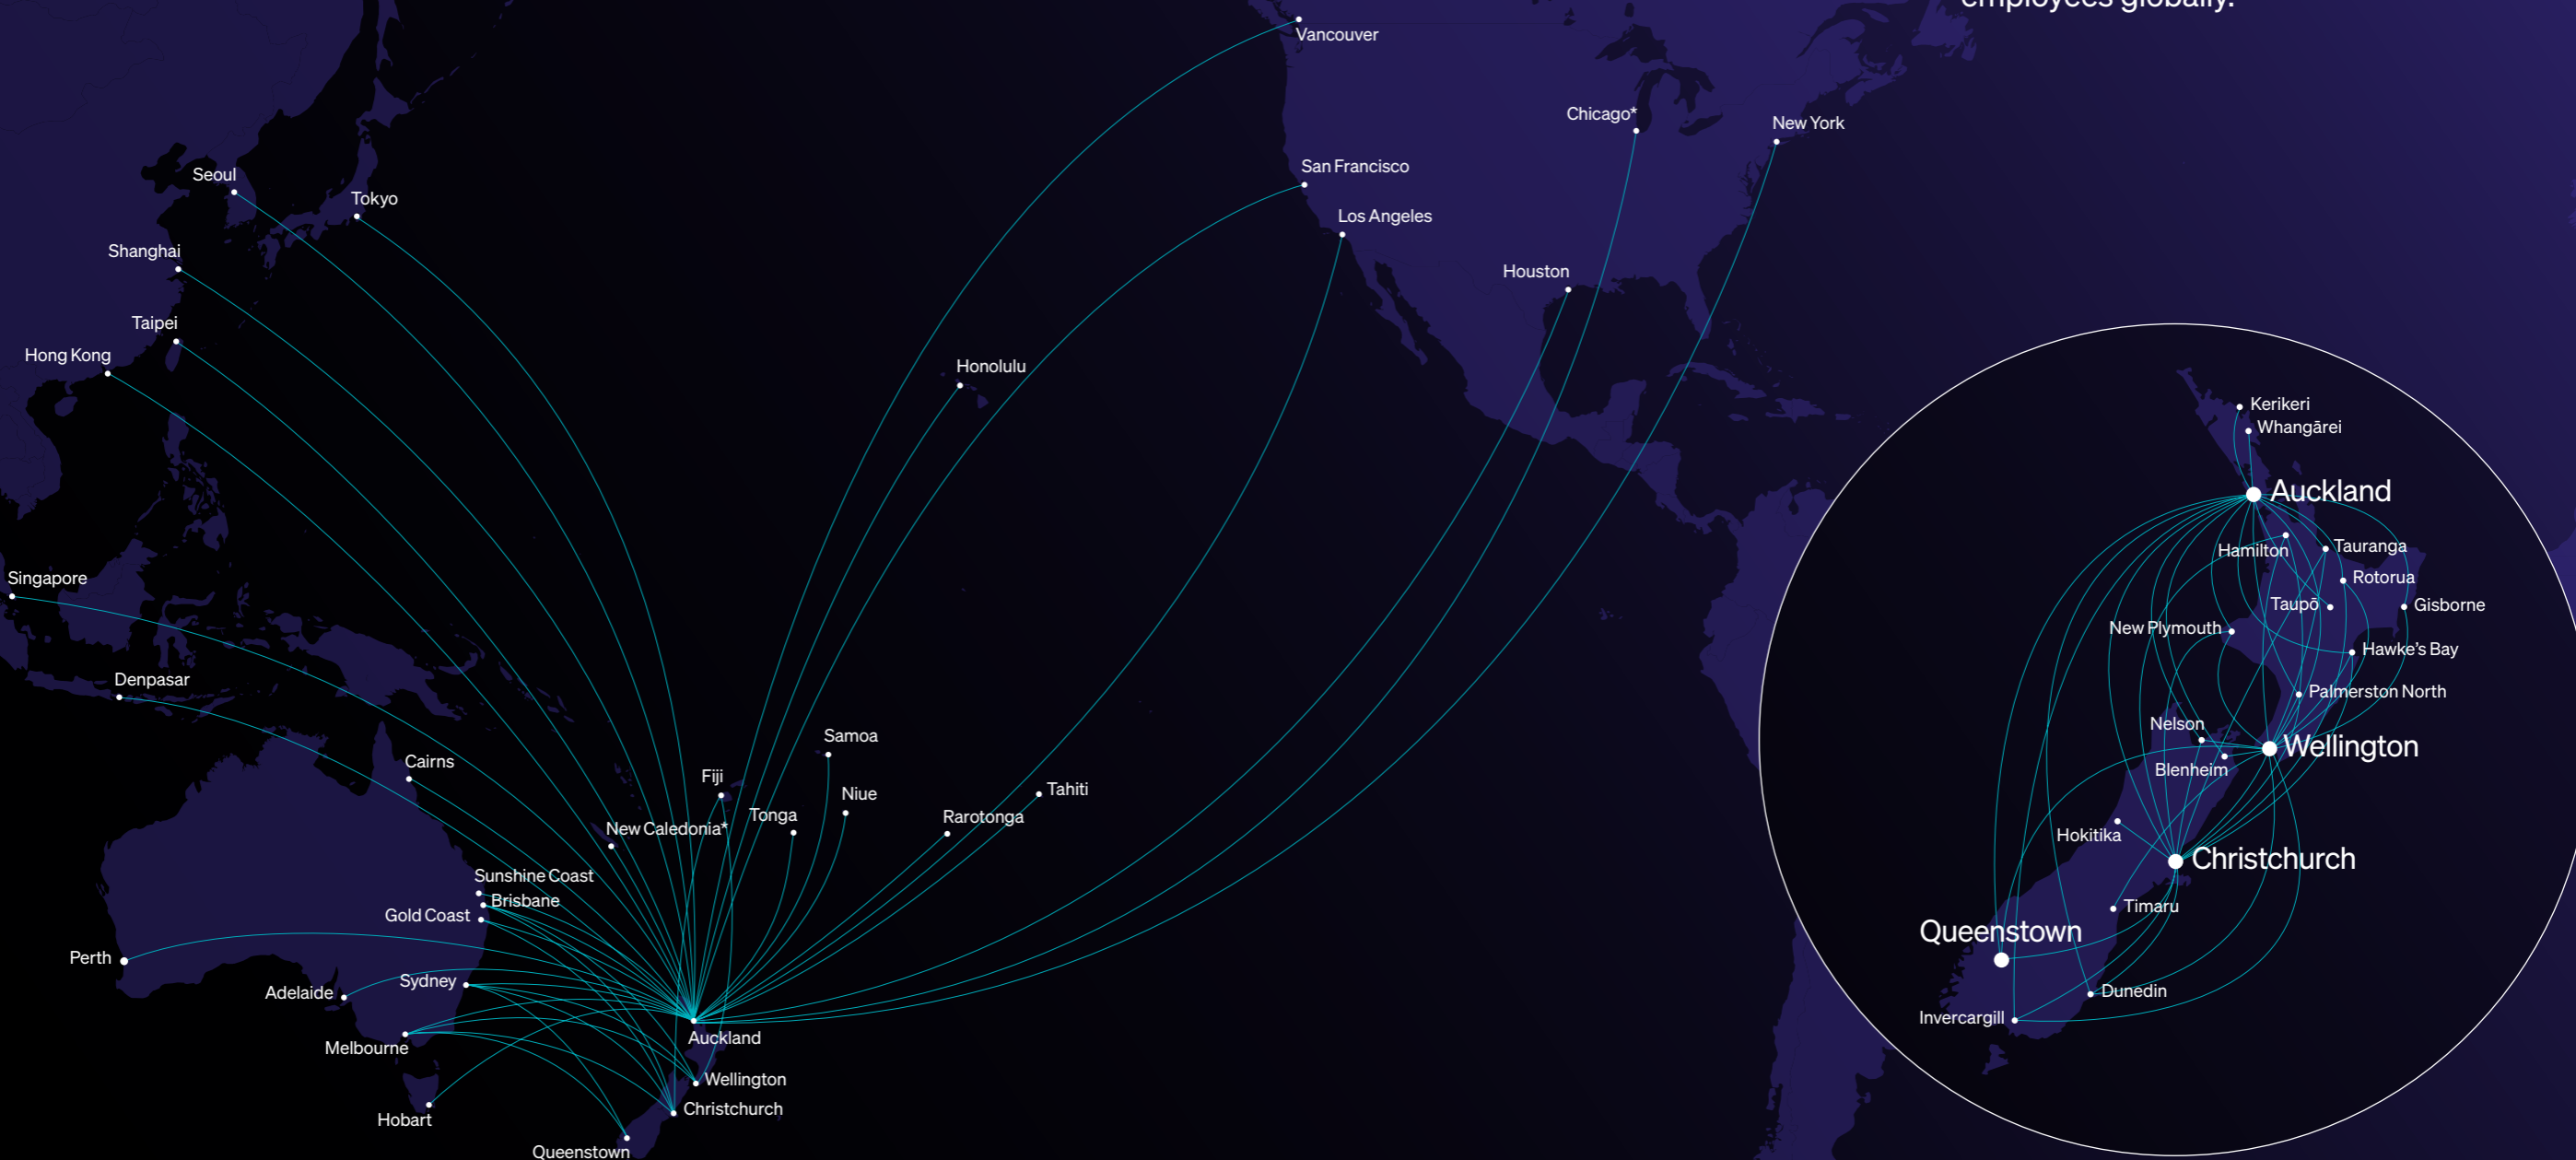 employees globally.
Vancouver
Chicago*
New York
San Francisco
Seoul
Tokyo
Los Angeles
Shanghai
Houston
Taipei
Hong Kong
Honolulu
Singapore
Denpasar
Samoa
Cairns
Fiji
Niue
Tahiti
Tonga
Rarotonga
New Caledonia*
Sunshine Coast
Brisbane
Gold Coast
Perth
Sydney
Adelaide
Auckland
Melbourne
Wellington
Christchurch
Hobart
Queenstown
Kerikeri
Whangārei
Auckland
Hamilton
Tauranga
Rotorua
Taupō
Gisborne
New Plymouth
Hawke's Bay
Palmerston North
Nelson
Wellington
Blenheim
Hokitika
Christchurch
Timaru
Queenstown
Dunedin
Invercargill